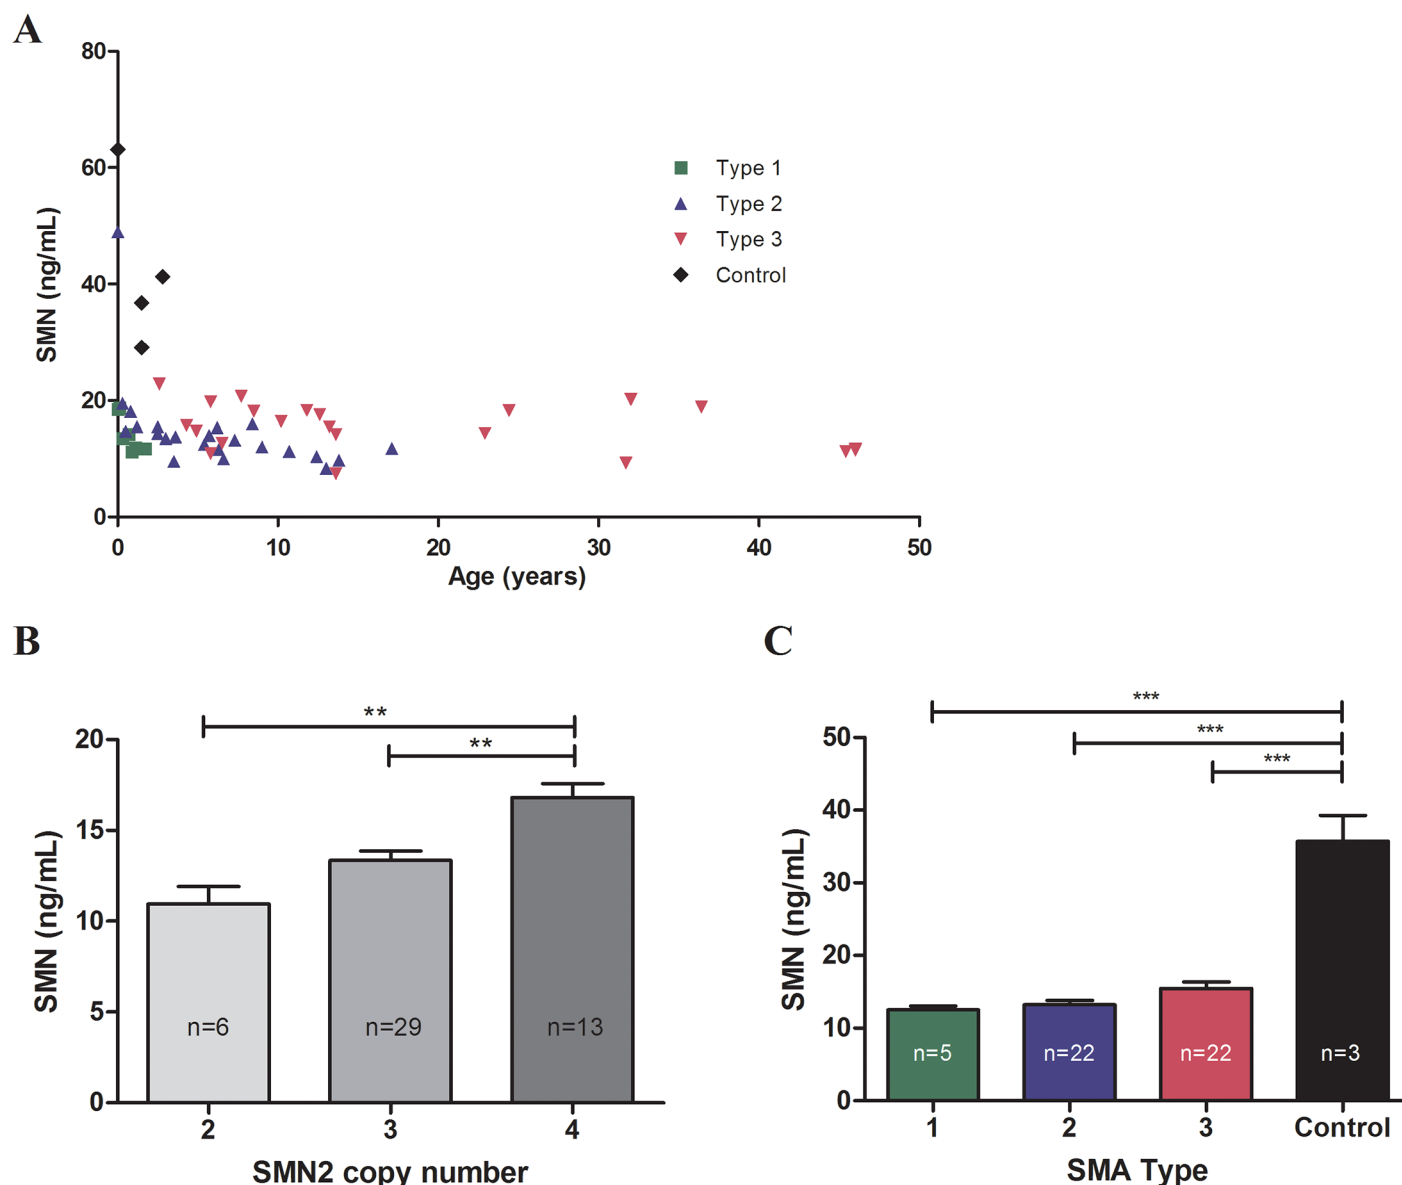 A
80
60
40
20
0
SMN (ng/mL)
0 10 20 30 40 50
Age (years)
Type 1
Type 2
Type 3
Control
B
**
**
20
15
10
5
0
SMN (ng/mL)
n=6 n=29 n=13
2 3 4
SMN2 copy number
C
***
***
***
50
40
30
20
10
0
SMN (ng/mL)
n=5 n=22 n=22 n=3
1 2 3 Control
SMA Type